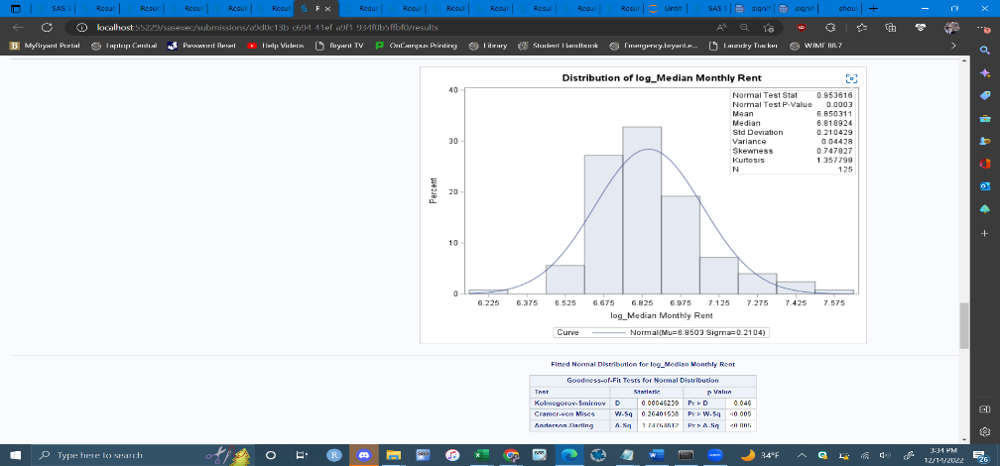 SAS S Resul Resul Resul Resul Resul S F Resul Resul Resul Resul Resul Resul Untitl SAS S signif signif shoul
localhost:55229/sasexec/submissions/a9d0c13b-c694-41ef-a9f1-934f0b5ffbf0/results
MyBryant Portal Laptop Central Password Reset Help Videos Bryant TV OnCampus Printing Library Student Handbook Emergency.bryant.e... Laundry Tracker WJMF 88.7
Distribution of log_Median Monthly Rent
Normal Test Stat 0.953616
Normal Test P-Value 0.0003
Mean 6.850311
Median 6.818924
Std Deviation 0.210429
Variance 0.04428
Skewness 0.747827
Kurtosis 1.357798
N 125
40
30
20
10
0
Percent
6.225 6.375 6.525 6.675 6.825 6.975 7.125 7.275 7.425 7.575
log_Median Monthly Rent
Curve Normal(Mu=6.8503 Sigma=0.2104)
Fitted Normal Distribution for log_Median Monthly Rent
Goodness-of-Fit Tests for Normal Distribution
Test Statistic p Value
Kolmogorov-Smirnov D 0.08046239 Pr > D 0.046
Cramer-von Mises W-Sq 0.26401538 Pr > W-Sq <0.005
Anderson-Darling A-Sq 1.74764812 Pr > A-Sq <0.005
Type here to search
34°F
3:34 PM
12/14/2022